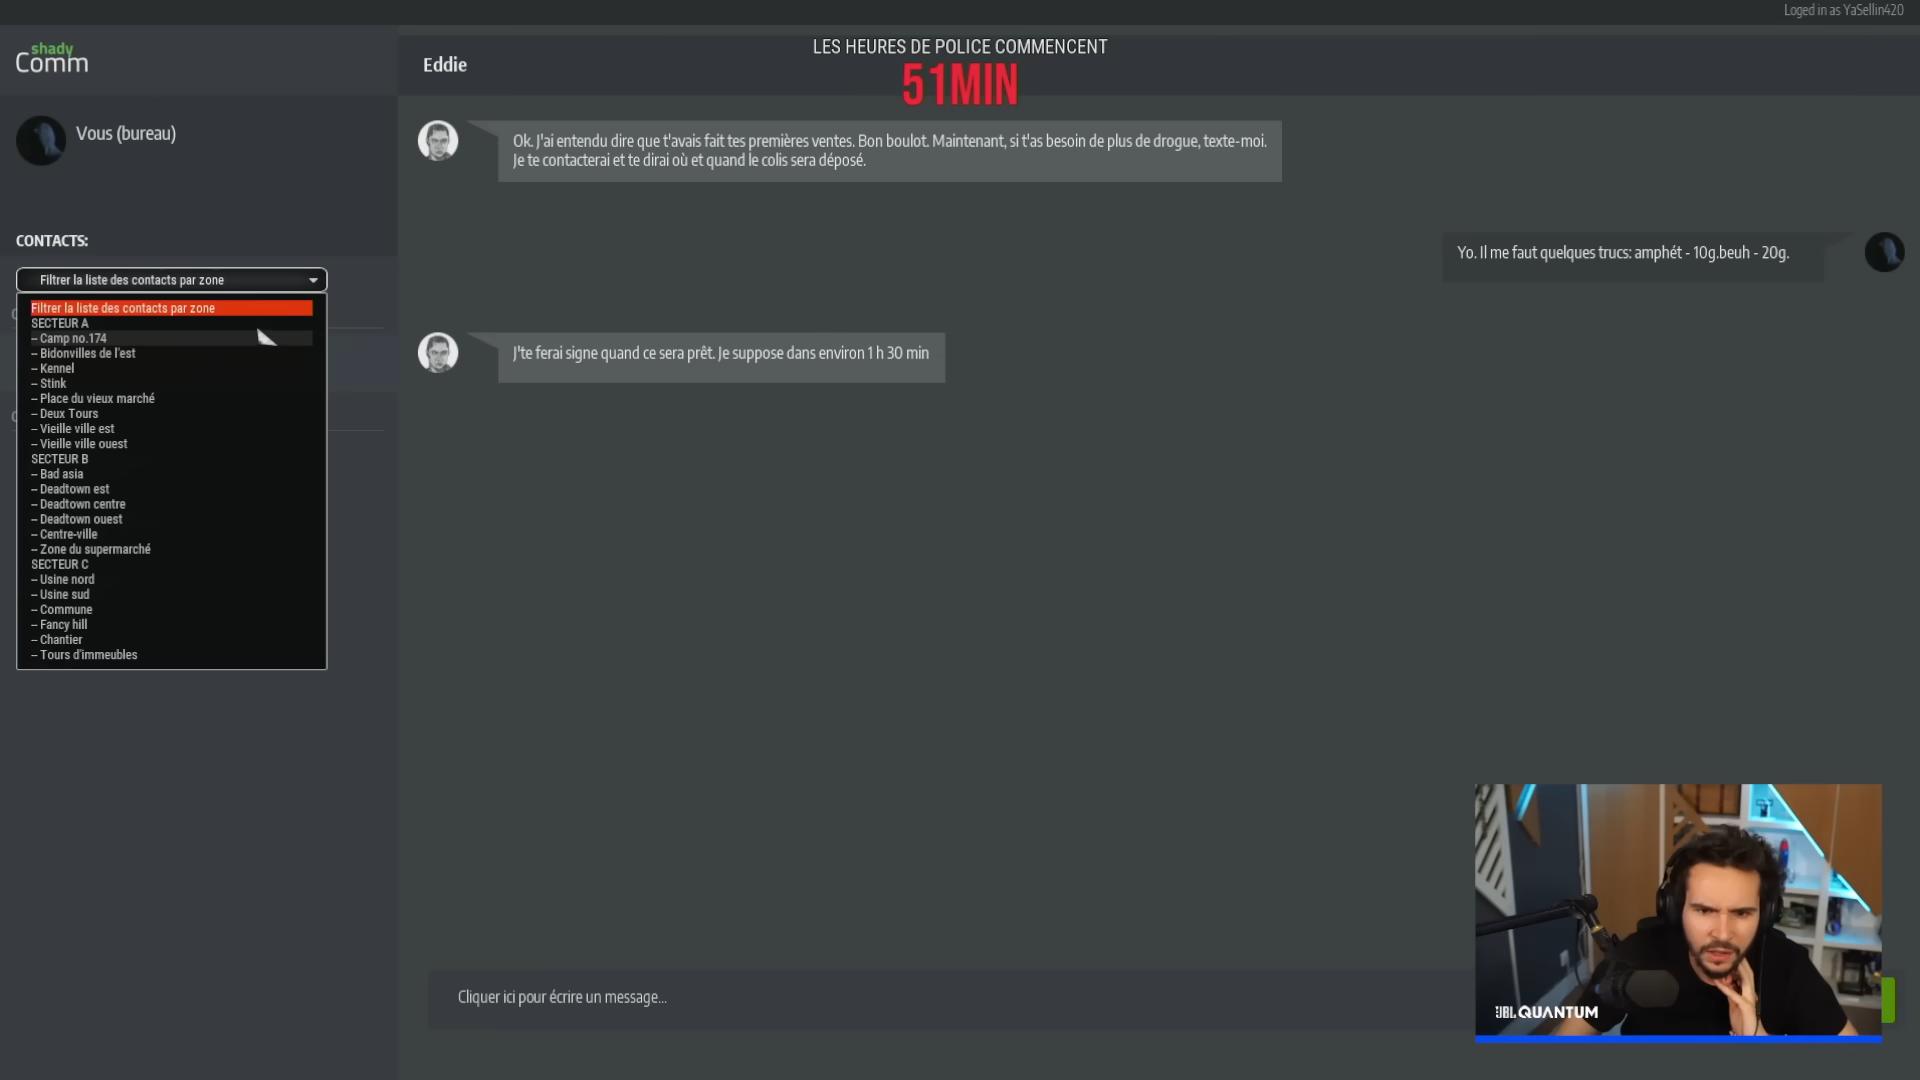 Loged in as YaSellin420
shady
Comm
Vous (bureau)
CONTACTS:
Filtrer la liste des contacts par zone
Filtrer la liste des contacts par zone
SECTEUR A
– Camp no.174
– Bidonvilles de l'est
– Kennel
– Stink
– Place du vieux marché
– Deux Tours
– Vieille ville est
– Vieille ville ouest
SECTEUR B
– Bad asia
– Deadtown est
– Deadtown centre
– Deadtown ouest
– Centre-ville
– Zone du supermarché
SECTEUR C
– Usine nord
– Usine sud
– Commune
– Fancy hill
– Chantier
– Tours d'immeubles
Eddie
LES HEURES DE POLICE COMMENCENT
51MIN
Ok. J'ai entendu dire que t'avais fait tes premières ventes. Bon boulot. Maintenant, si t'as besoin de plus de drogue, texte-moi.
Je te contacterai et te dirai où et quand le colis sera déposé.
Yo. Il me faut quelques trucs: amphét - 10g.beuh - 20g.
J'te ferai signe quand ce sera prêt. Je suppose dans environ 1 h 30 min
Cliquer ici pour écrire un message...
JBL QUANTUM